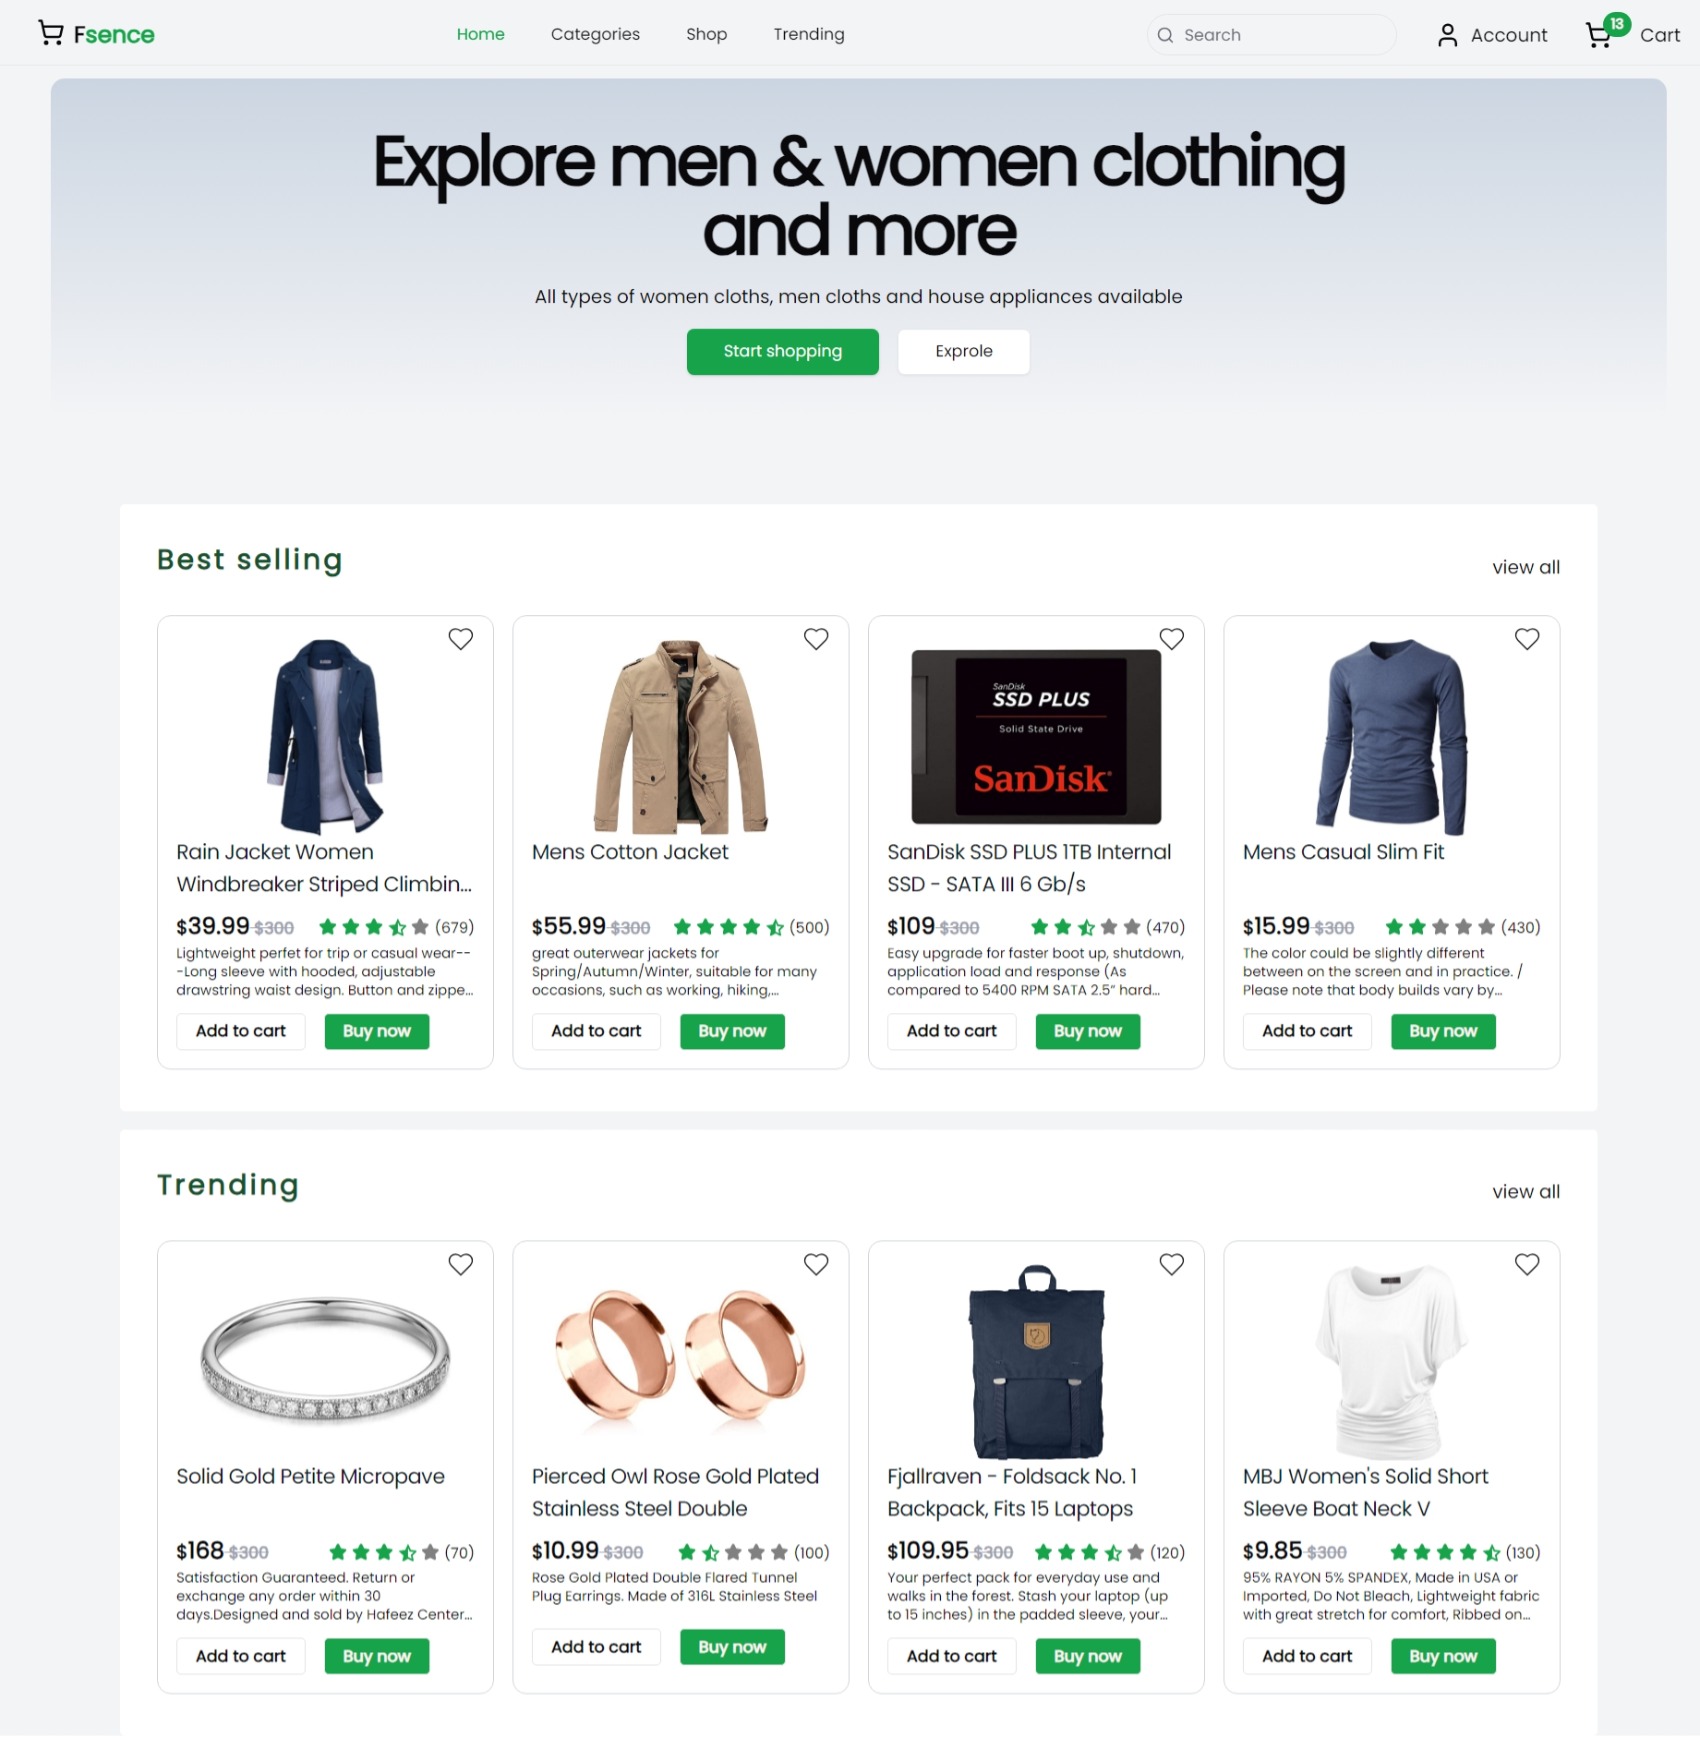 Fsence
Home Categories Shop Trending
Search
Account
13
Cart
Explore men & women clothing
and more
All types of women cloths, men cloths and house appliances available
Start shopping
Exprole
Best selling
view all
SanDisk
SSD PLUS
Solid State Drive
SanDisk
Rain Jacket Women
Windbreaker Striped Climbin...
$39.99 $300 (679)
Lightweight perfet for trip or casual wear--
-Long sleeve with hooded, adjustable
drawstring waist design. Button and zippe...
Add to cart Buy now
Mens Cotton Jacket
$55.99 $300 (500)
great outerwear jackets for
Spring/Autumn/Winter, suitable for many
occasions, such as working, hiking,...
Add to cart Buy now
SanDisk SSD PLUS 1TB Internal
SSD - SATA III 6 Gb/s
$109 $300 (470)
Easy upgrade for faster boot up, shutdown,
application load and response (As
compared to 5400 RPM SATA 2.5” hard...
Add to cart Buy now
Mens Casual Slim Fit
$15.99 $300 (430)
The color could be slightly different
between on the screen and in practice. /
Please note that body builds vary by...
Add to cart Buy now
Trending
view all
Solid Gold Petite Micropave
$168 $300 (70)
Satisfaction Guaranteed. Return or
exchange any order within 30
days.Designed and sold by Hafeez Center...
Add to cart Buy now
Pierced Owl Rose Gold Plated
Stainless Steel Double
$10.99 $300 (100)
Rose Gold Plated Double Flared Tunnel
Plug Earrings. Made of 316L Stainless Steel
Add to cart Buy now
Fjallraven - Foldsack No. 1
Backpack, Fits 15 Laptops
$109.95 $300 (120)
Your perfect pack for everyday use and
walks in the forest. Stash your laptop (up
to 15 inches) in the padded sleeve, your...
Add to cart Buy now
MBJ Women's Solid Short
Sleeve Boat Neck V
$9.85 $300 (130)
95% RAYON 5% SPANDEX, Made in USA or
Imported, Do Not Bleach, Lightweight fabric
with great stretch for comfort, Ribbed on...
Add to cart Buy now